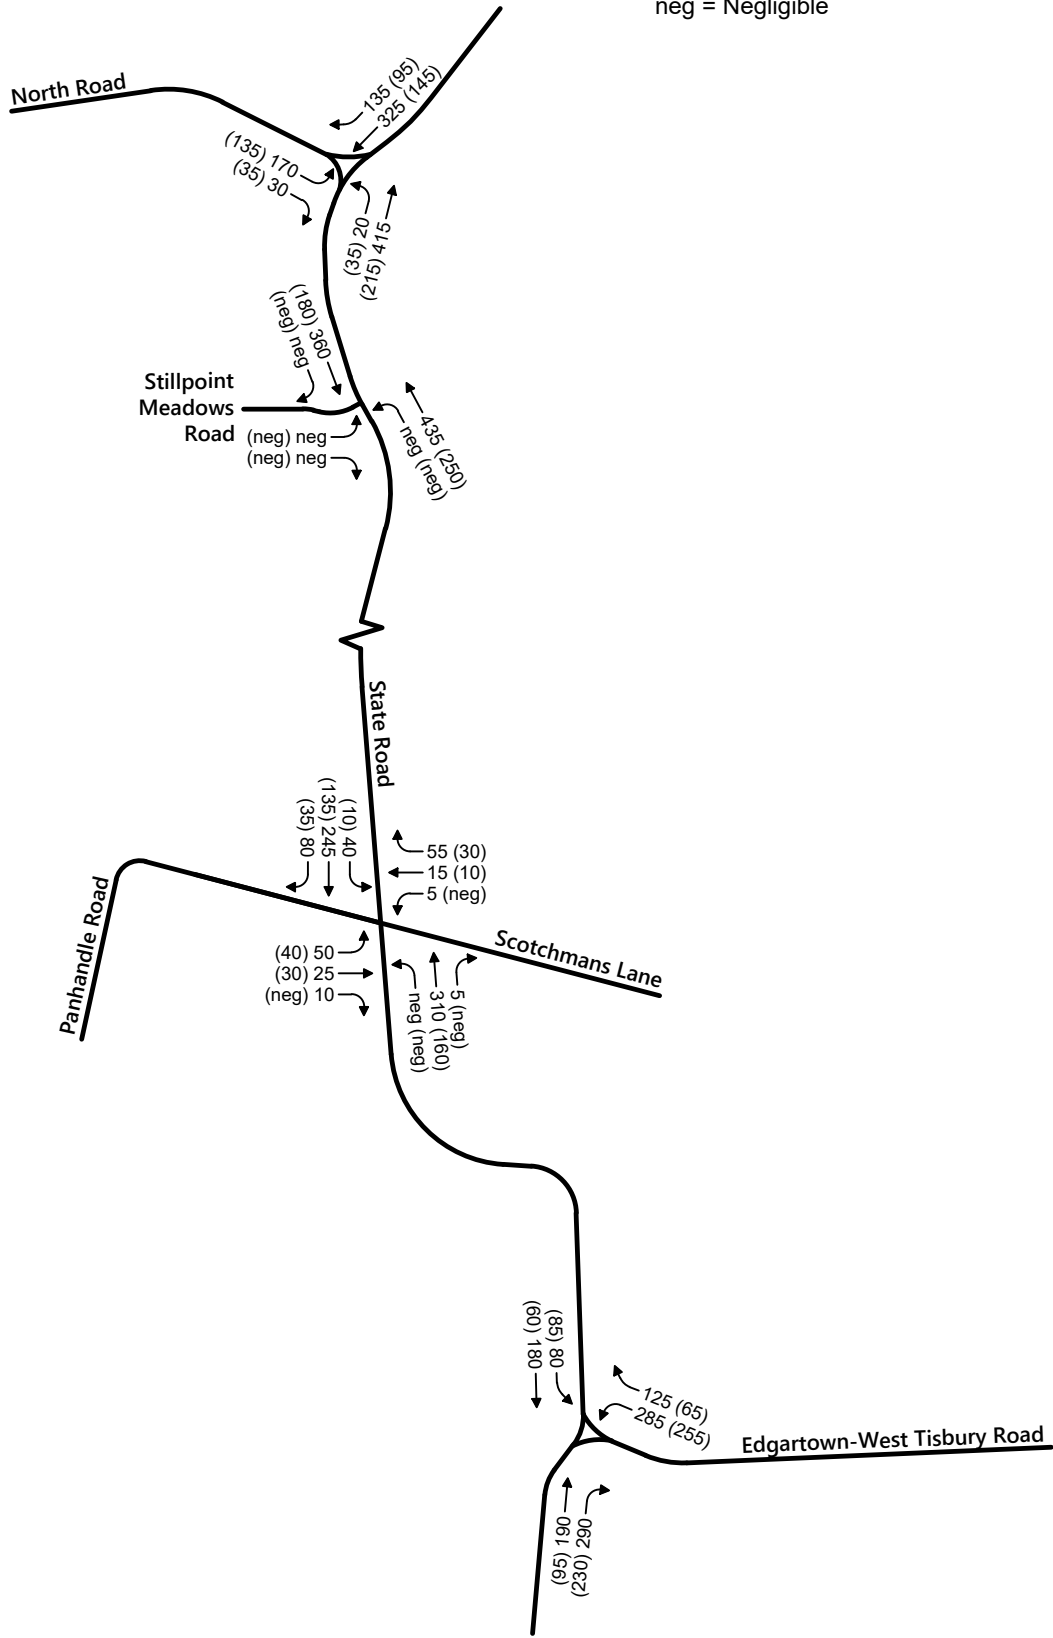 neg = Negligible
North Road
135 (95)
325 (145)
(135) 170
(35) 30
(35) 20
(215) 415
(180) 360
(neg) neg
Stillpoint
Meadows
Road
(neg) neg
(neg) neg
435 (250)
neg (neg)
State Road
(10) 40
(135) 245
(35) 80
55 (30)
15 (10)
5 (neg)
Panhandle Road
Scotchmans Lane
(40) 50
(30) 25
(neg) 10
5 (neg)
310 (160)
neg (neg)
(85) 80
(60) 180
125 (65)
285 (255)
Edgartown-West Tisbury Road
(95) 190
(230) 290